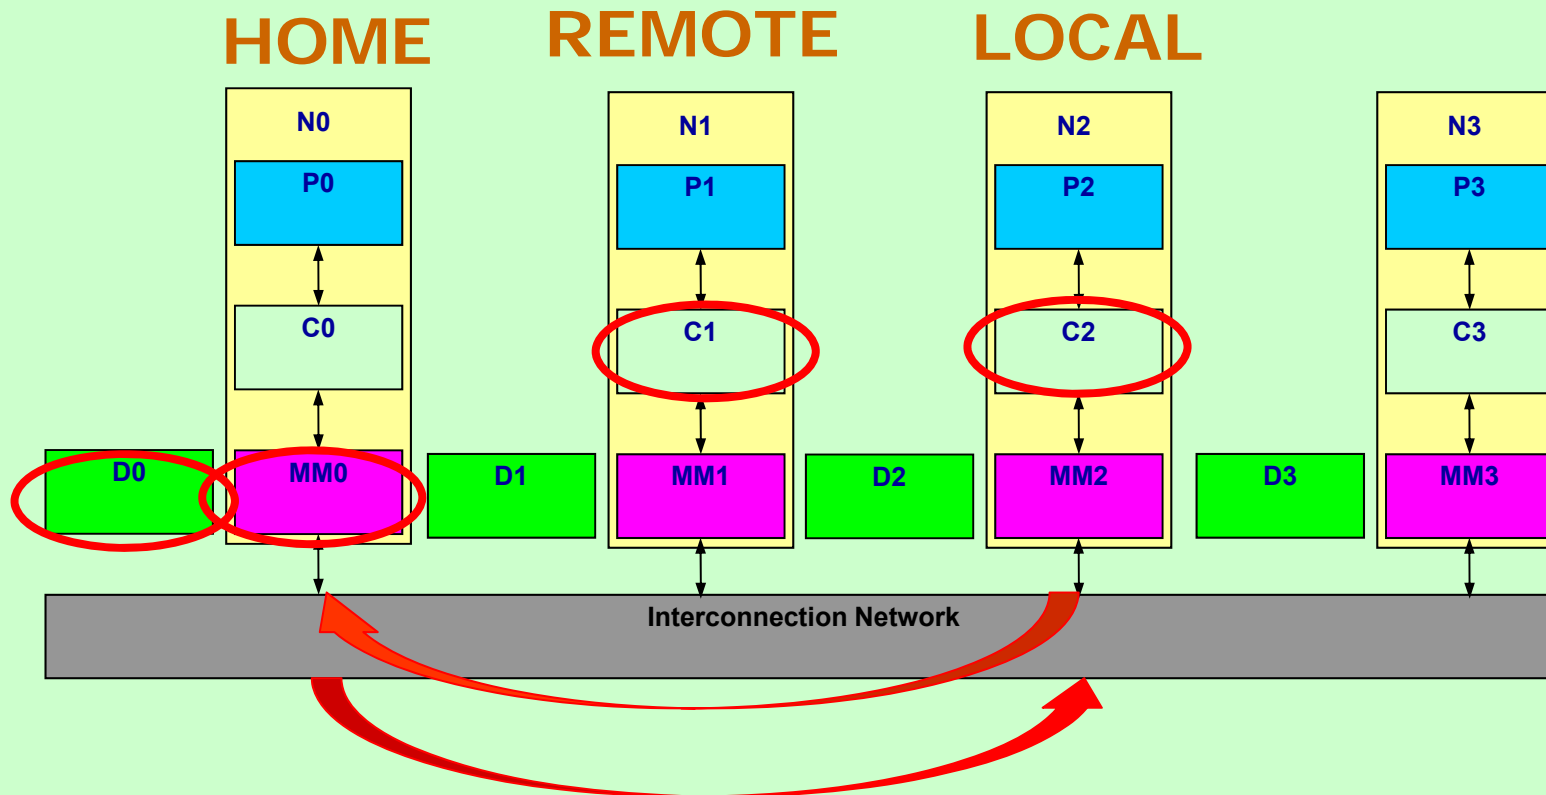 HOME REMOTE LOCAL
N0 N1 N2 N3
P0 P1 P2 P3
C0 C1 C2 C3
D0 MM0 D1 MM1 D2 MM2 D3 MM3
Interconnection Network